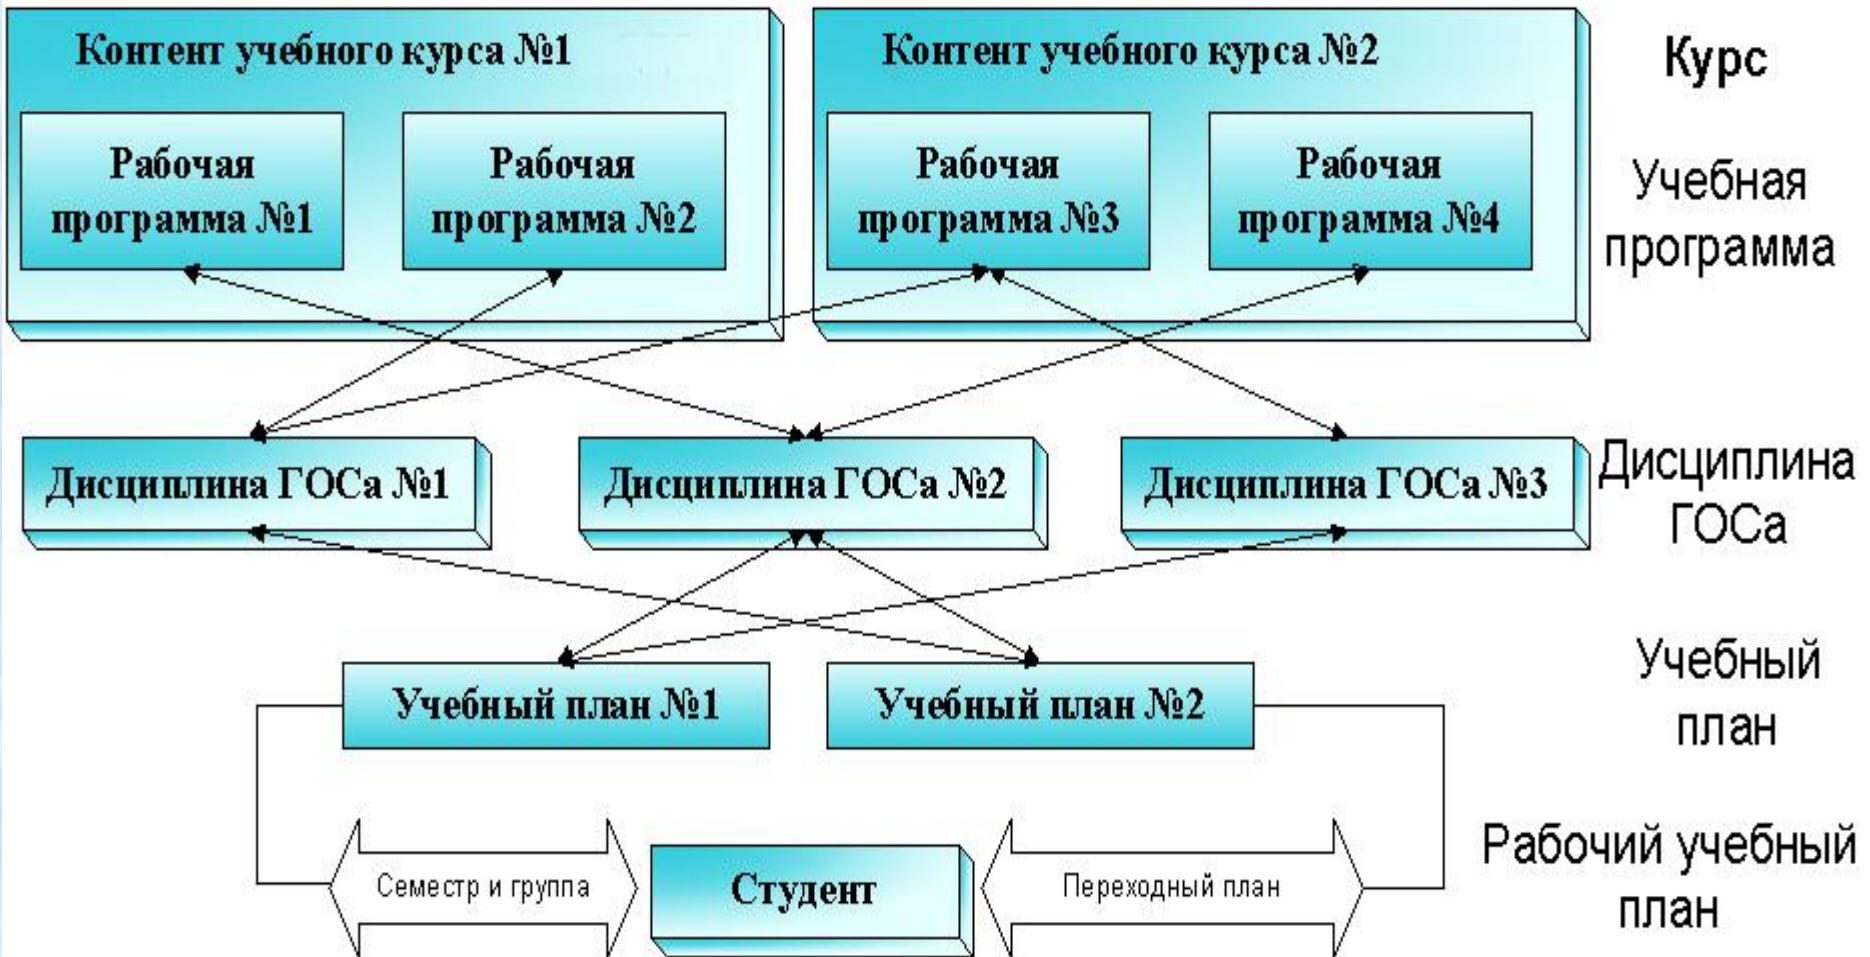 Контент учебного курса №1
Контент учебного курса №2
Курс
Рабочая
программа №1
Рабочая
программа №2
Рабочая
программа №3
Рабочая
программа №4
Учебная
программа
Дисциплина ГОСа №1
Дисциплина ГОСа №2
Дисциплина ГОСа №3
Дисциплина
ГОСа
Учебный план №1
Учебный план №2
Учебный
план
Семестр и группа
Студент
Переходный план
Рабочий учебный
план